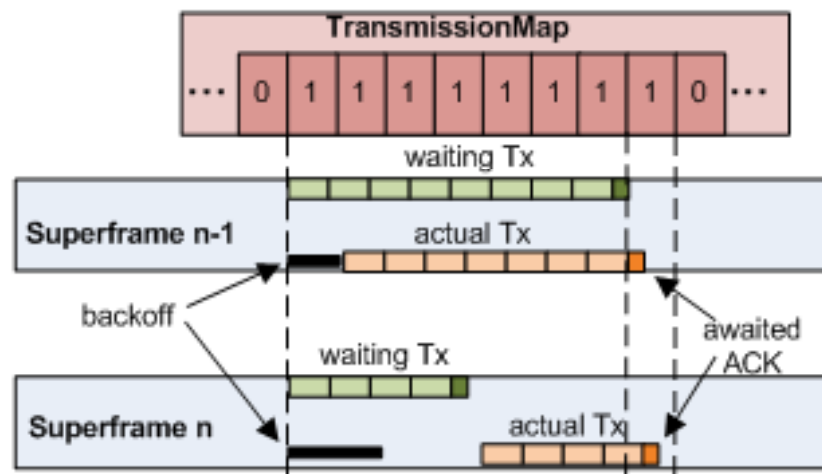 TransmissionMap
... 0 1 1 1 1 1 1 1 1 0 ...
waiting Tx
Superframe n-1
actual Tx
backoff
awaited
ACK
waiting Tx
Superframe n
actual Tx